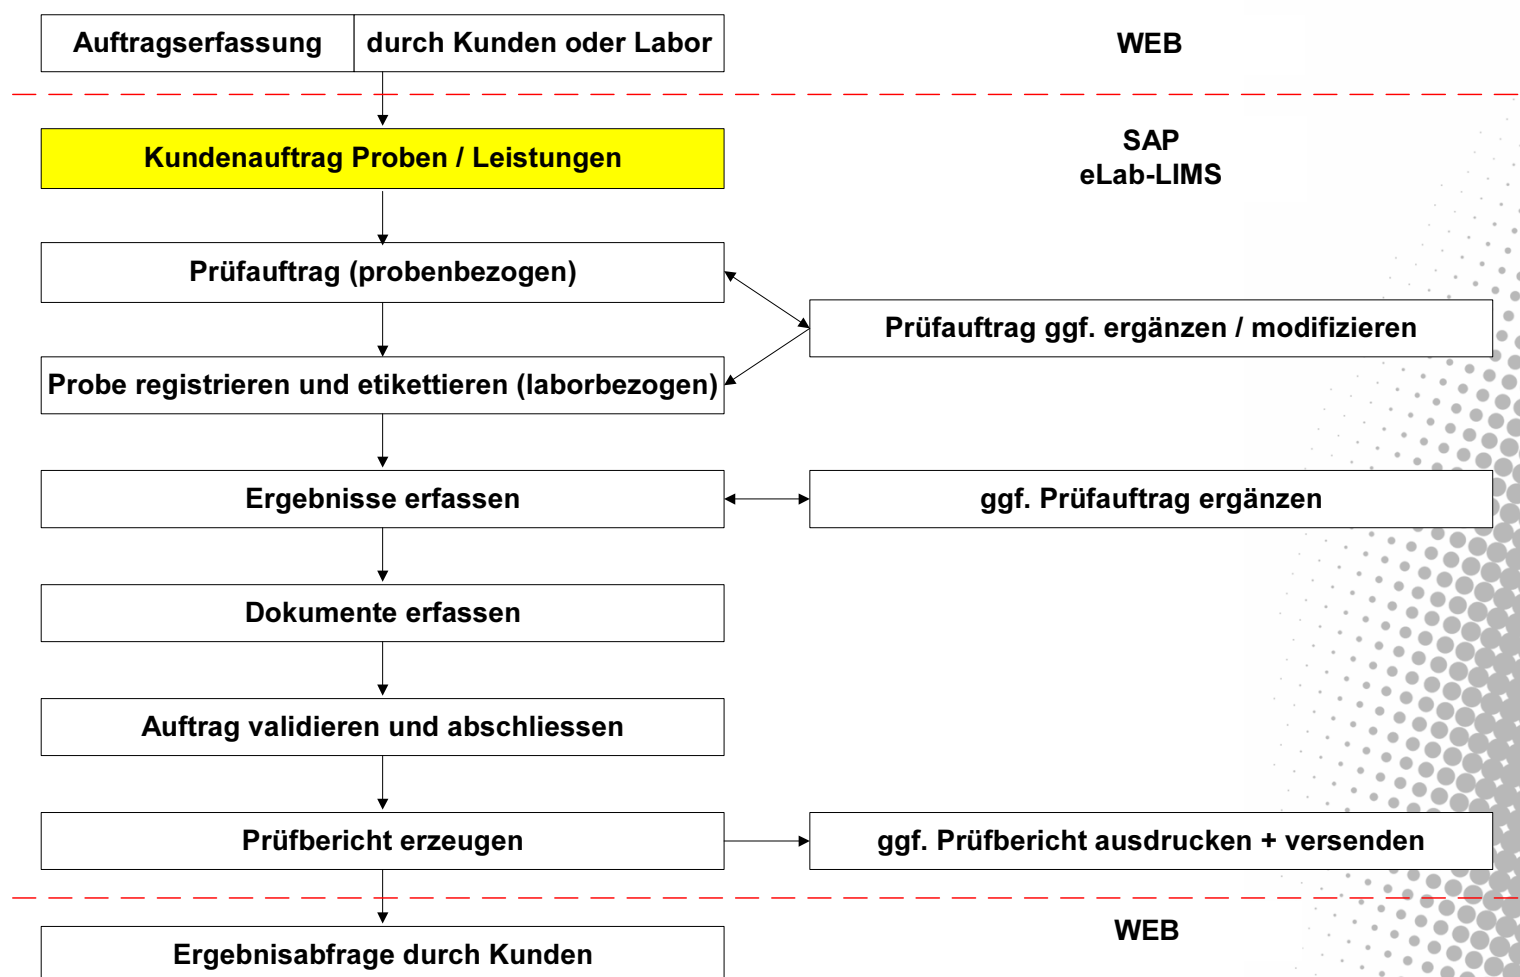 Auftragserfassung
durch Kunden oder Labor
WEB
Kundenauftrag Proben / Leistungen
SAP
eLab-LIMS
Prüfauftrag (probenbezogen)
Prüfauftrag ggf. ergänzen / modifizieren
Probe registrieren und etikettieren (laborbezogen)
Ergebnisse erfassen
ggf. Prüfauftrag ergänzen
Dokumente erfassen
Auftrag validieren und abschliessen
Prüfbericht erzeugen
ggf. Prüfbericht ausdrucken + versenden
WEB
Ergebnisabfrage durch Kunden